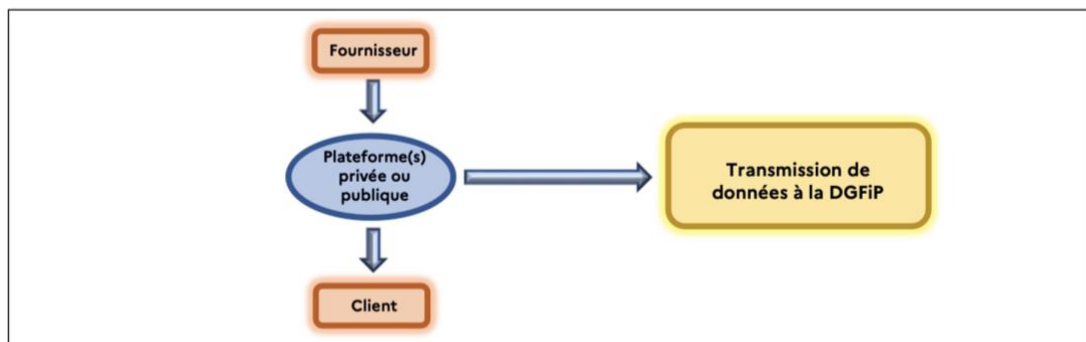 Fournisseur
Plateforme(s)
privée ou
publique
Transmission de
données à la DGFiP
Client